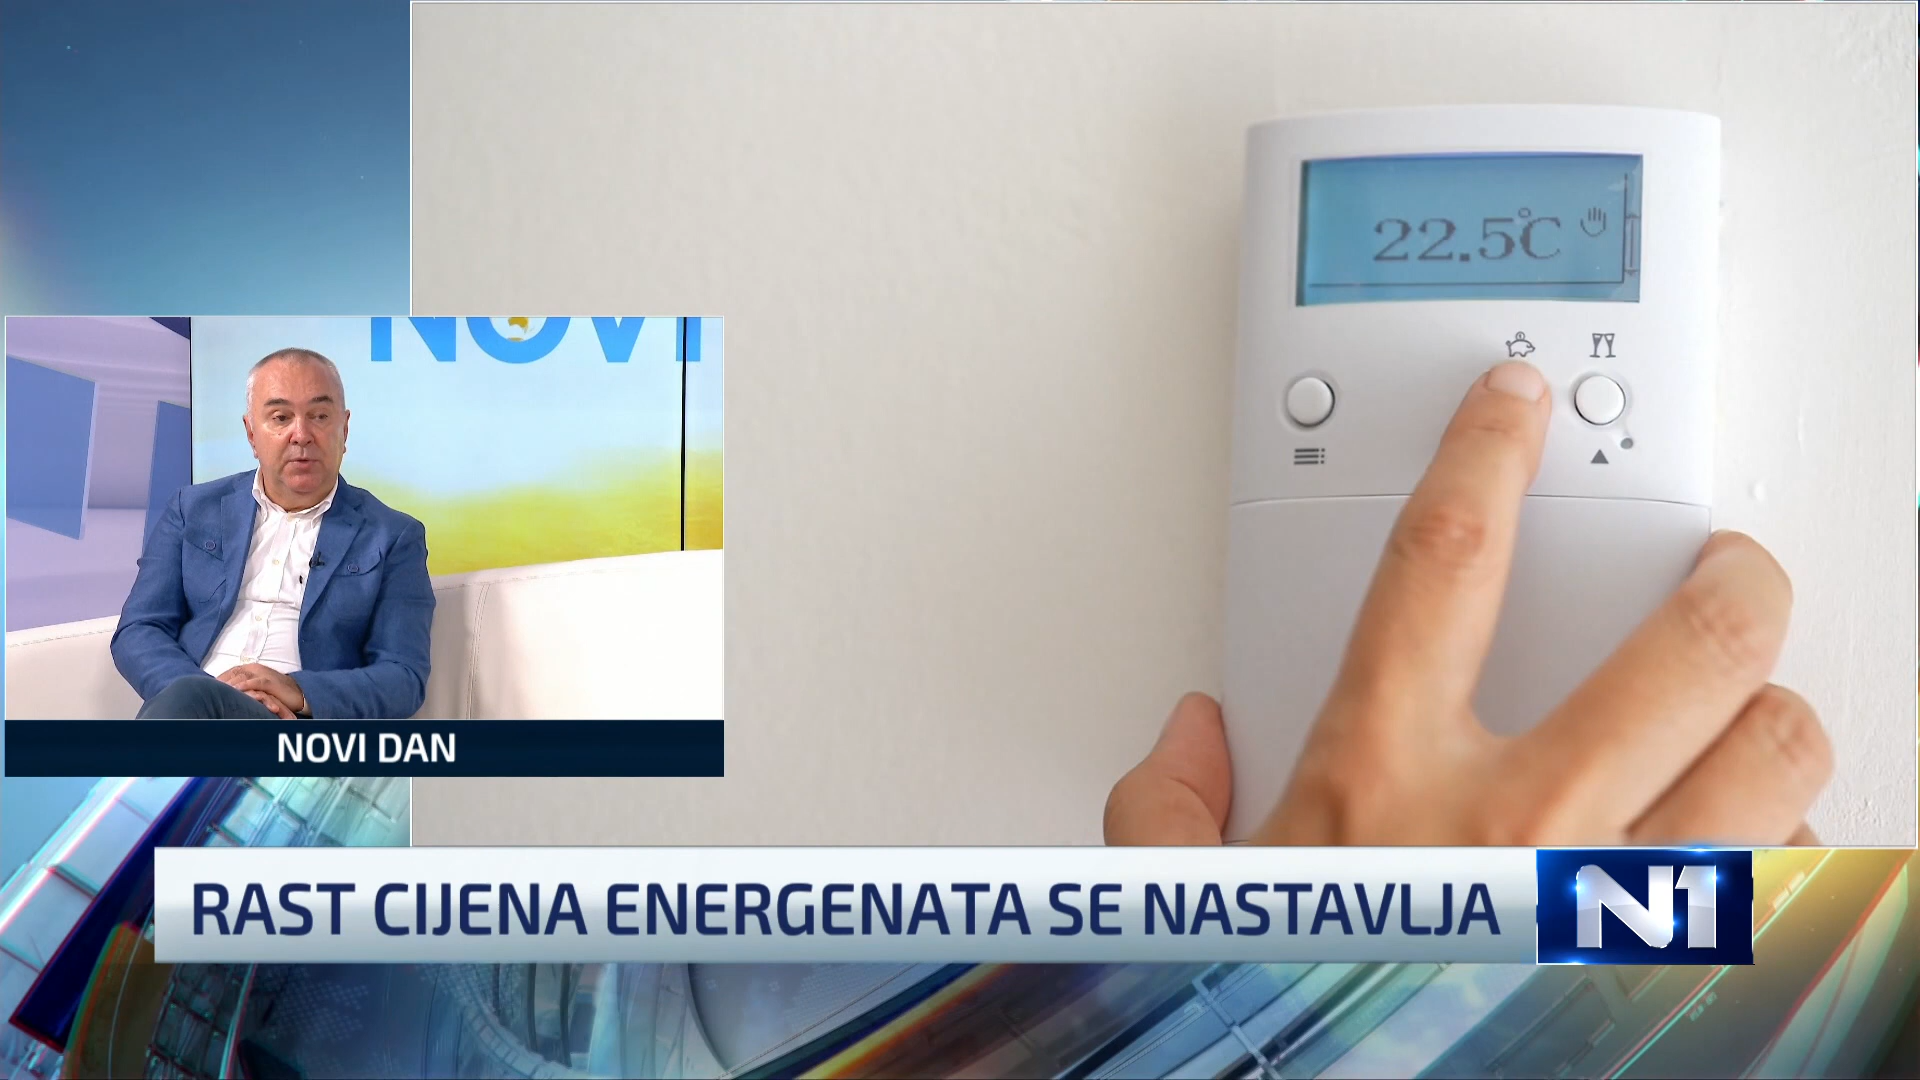 22.5°C
NOVI
NOVI DAN
RAST CIJENA ENERGENATA SE NASTAVLJA
N1